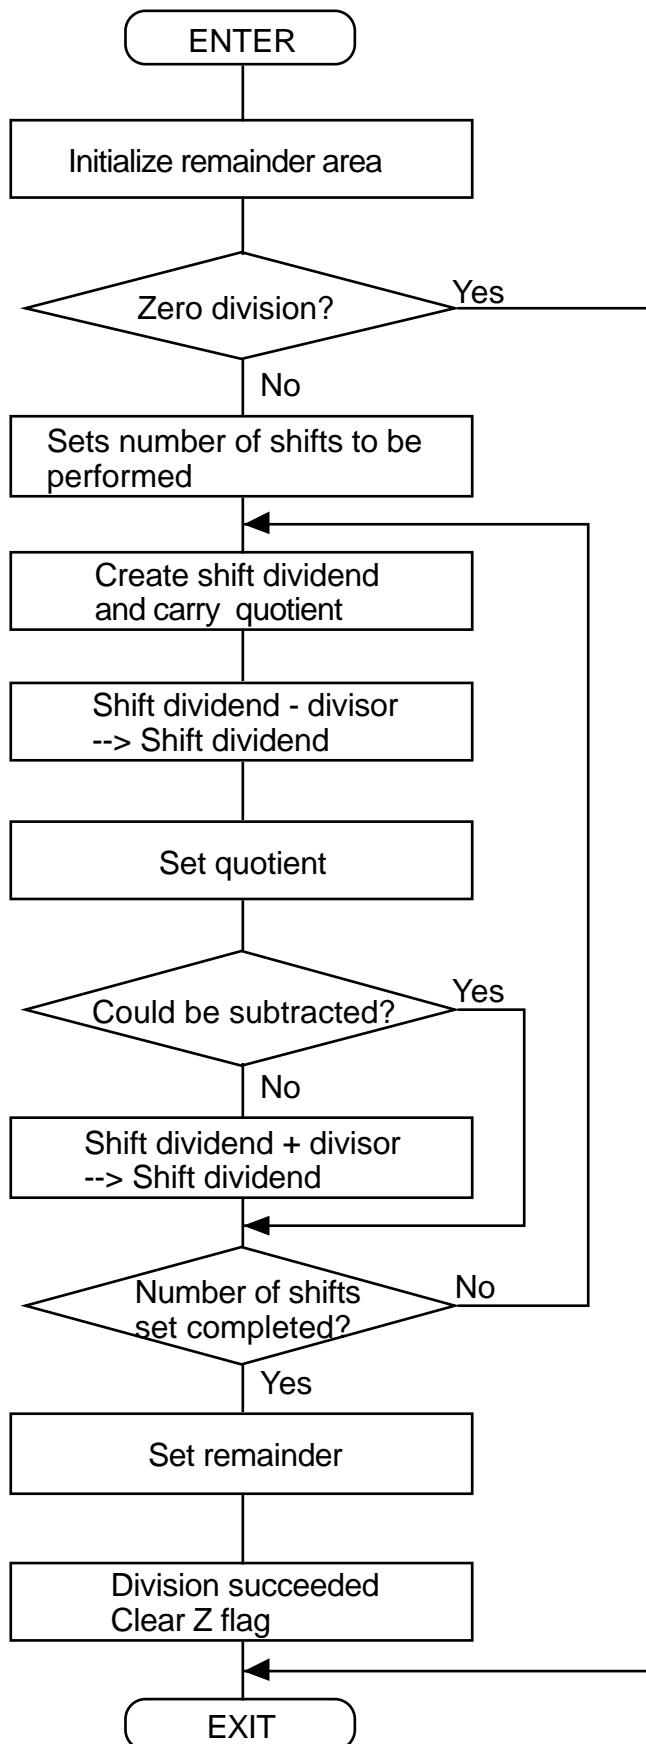 ENTER
Initialize remainder area
Zero division?
Yes
No
Sets number of shifts to be
performed
Create shift dividend
and carry quotient
Shift dividend - divisor
--> Shift dividend
Set quotient
Could be subtracted?
Yes
No
Shift dividend + divisor
--> Shift dividend
Number of shifts
set completed?
No
Yes
Set remainder
Division succeeded
Clear Z flag
EXIT